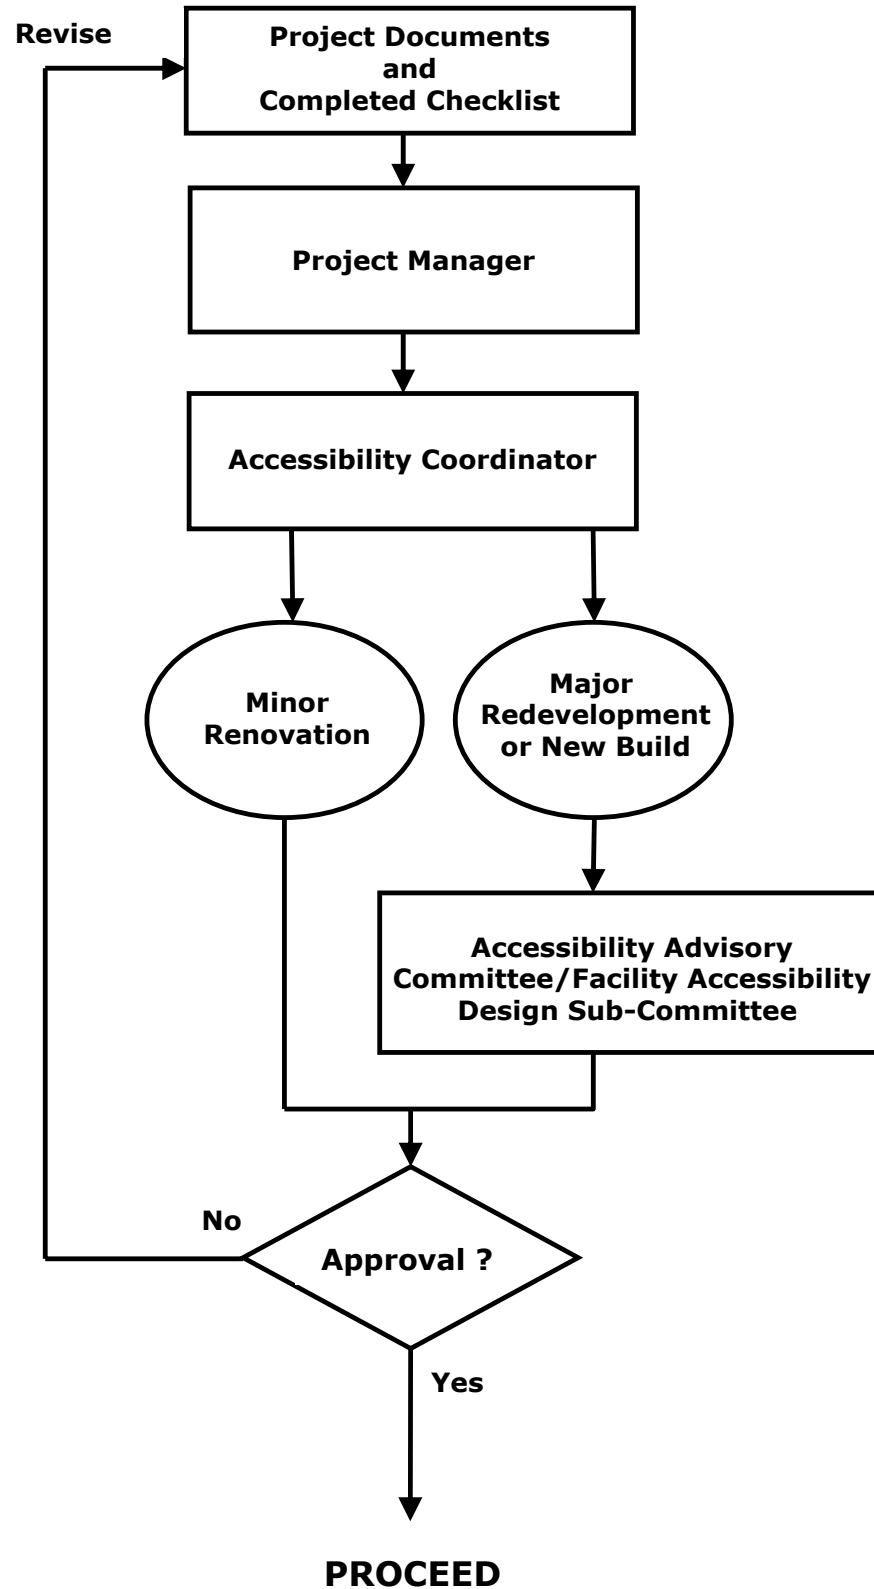 Revise
Project Documents
and
Completed Checklist
Project Manager
Accessibility Coordinator
Minor
Renovation
Major
Redevelopment
or New Build
Accessibility Advisory
Committee/Facility Accessibility
Design Sub-Committee
No
Approval ?
Yes
PROCEED